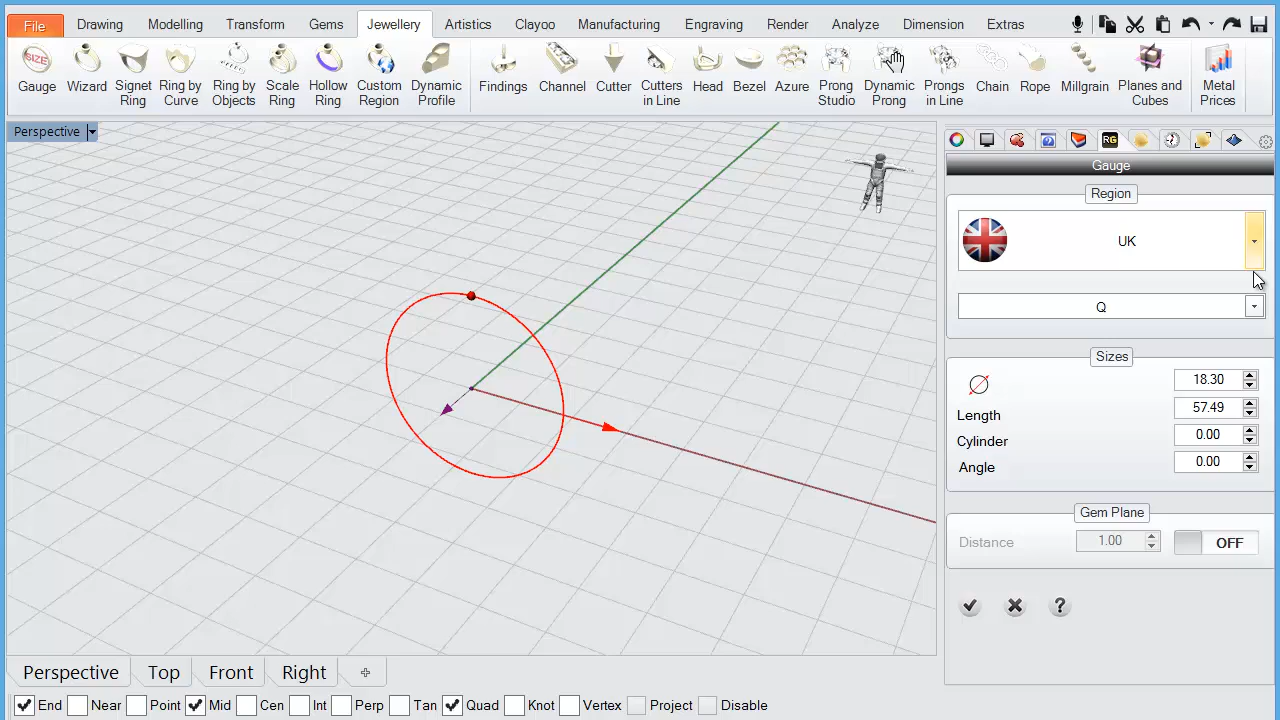 File Drawing Modelling Transform Gems Jewellery Artistics Clayoo Manufacturing Engraving Render Analyze Dimension Extras
SIZE
Gauge Wizard Signet Ring Ring by Curve Ring by Objects Scale Ring Hollow Ring Custom Region Dynamic Profile Findings Channel Cutter Cutters in Line Head Bezel Azure Prong Studio Dynamic Prong Prongs in Line Chain Rope Millgrain Planes and Cubes Metal Prices
Perspective
RG
Gauge
Region
UK
Q
Sizes
18.30
Length 57.49
Cylinder 0.00
Angle 0.00
Gem Plane
Distance 1.00 OFF
Perspective Top Front Right +
End Near Point Mid Cen Int Perp Tan Quad Knot Vertex Project Disable